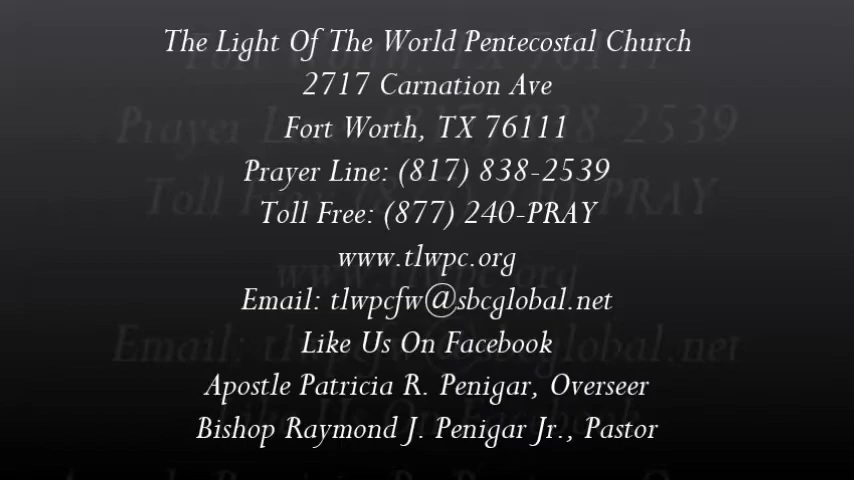 The Light Of The World Pentecostal Church
2717 Carnation Ave
Fort Worth, TX 76111
Prayer Line: (817) 838-2539
Toll Free: (877) 240-PRAY
www.tlwpc.org
Email: tlwpcfw@sbcglobal.net
Like Us On Facebook
Apostle Patricia R. Penigar, Overseer
Bishop Raymond J. Penigar Jr., Pastor